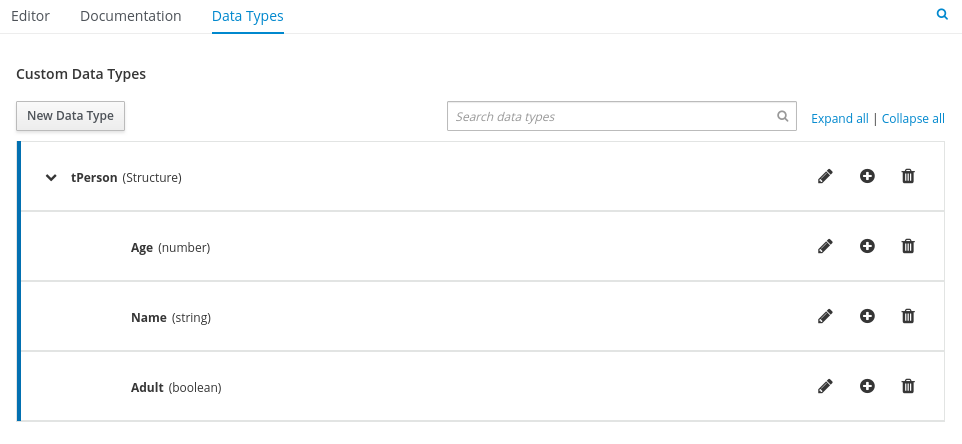 Editor Documentation Data Types
Custom Data Types
New Data Type Search data types Expand all | Collapse all
tPerson (Structure)
Age (number)
Name (string)
Adult (boolean)